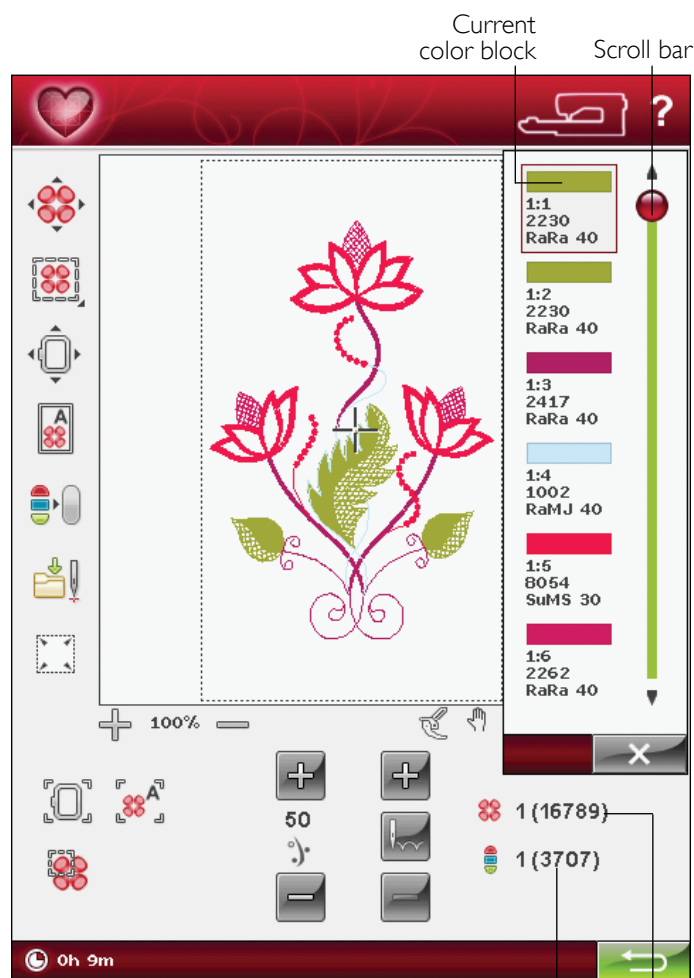 Current
color block
Scroll bar
?
1:1
2230
RaRa 40
1:2
2230
RaRa 40
1:3
2417
RaRa 40
1:4
1002
RaMJ 40
1:5
8054
SuMS 30
1:6
2262
RaRa 40
A
100%
A
50
1 (16789)
1 (3707)
0h 9m